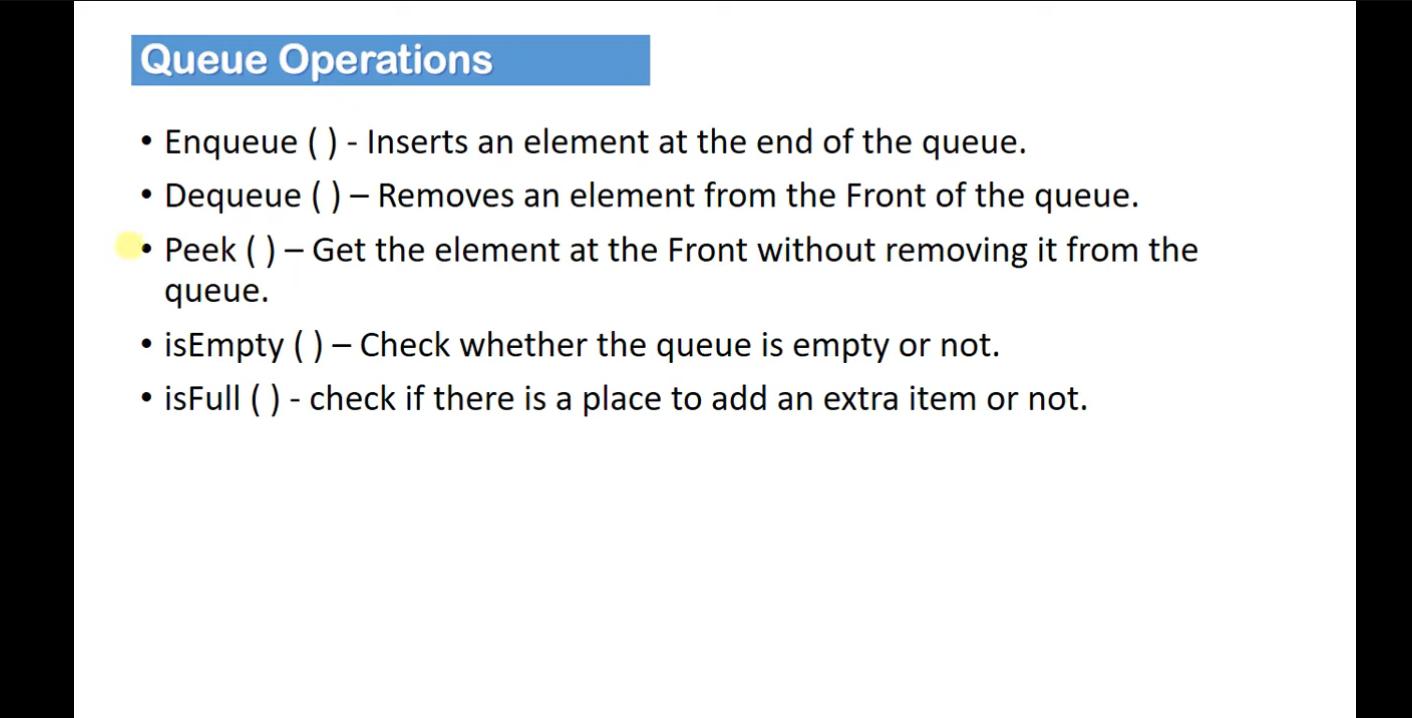 Queue Operations
• Enqueue ( ) - Inserts an element at the end of the queue.
• Dequeue ( ) – Removes an element from the Front of the queue.
• Peek ( ) – Get the element at the Front without removing it from the
queue.
• isEmpty ( ) – Check whether the queue is empty or not.
• isFull ( ) - check if there is a place to add an extra item or not.